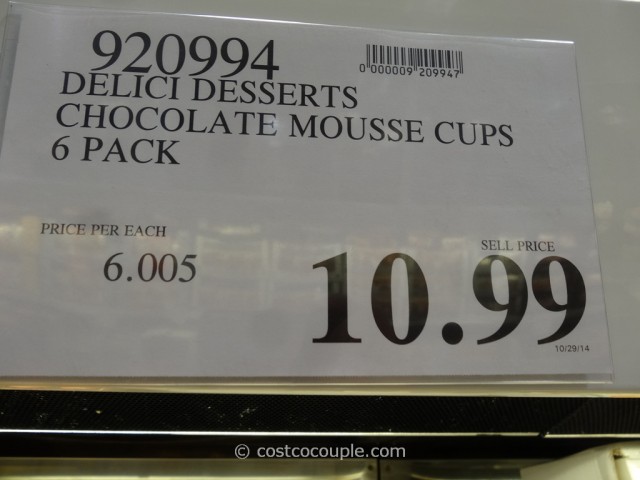 920994
0 000009 209947
DELICI DESSERTS
CHOCOLATE MOUSSE CUPS
6 PACK
PRICE PER EACH
6.005
SELL PRICE
10.99
10/29/14
© costcocouple.com